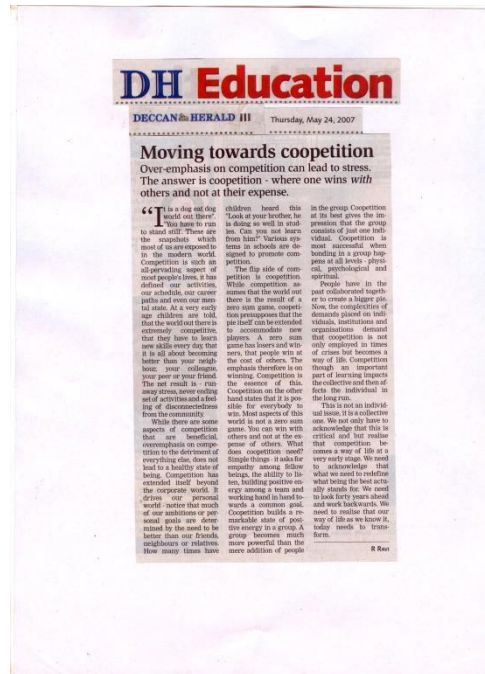 DH Education
DECCAN HERALD III
Thursday, May 24, 2007
Moving towards coopetition
Over-emphasis on competition can lead to stress.
The answer is coopetition - where one wins with
others and not at their expense.
"It is a dog eat dog
world out there".
"You have to run
to stand still'. These are
the snapshots which
most of us are exposed to
in the modern world.
Competition is such an
all-pervading aspect of
most people's lives, it has
defined our activities,
our schedule, our career
paths and even our men-
tal state. At a very early
age children are told,
that the world out there is
extremely competitive,
that they have to learn
new skills every day, that
it is all about becoming
better than your neigh-
bour, your colleague,
your peer or your friend.
The net result is - run-
away stress, never ending
set of activities and a feel-
ing of disconnectedness
from the community.
While there are some
aspects of competition
that are beneficial,
overemphasis on compe-
tition to the detriment of
everything else, does not
lead to a healthy state of
being. Competition has
extended itself beyond
the corporate world. It
drives our personal
world - notice that much
of our ambitions or per-
sonal goals are deter-
mined by the need to be
better than our friends,
neighbours or relatives.
How many times have
children heard this
"Look at your brother, he
is doing so well in stud-
ies. Can you not learn
from him?" Various sys-
tems in schools are de-
signed to promote com-
petition.
The flip side of com-
petition is coopetition.
While competition as-
sumes that the world out
there is the result of a
zero sum game, coopeti-
tion presupposes that the
pie itself can be extended
to accommodate new
players. A zero sum
game has losers and win-
ners, that people win at
the cost of others. The
emphasis therefore is on
winning. Competition is
the essence of this.
Coopetition on the other
hand states that it is pos-
sible for everybody to
win. Most aspects of this
world is not a zero sum
game. You can win with
others and not at the ex-
pense of others. What
does coopetition need?
Simple things - it asks for
empathy among fellow
beings, the ability to lis-
ten, building positive en-
ergy among a team and
working hand in hand to-
wards a common goal.
Coopetition builds a re-
markable state of posi-
tive energy in a group. A
group becomes much
more powerful than the
mere addition of people
in the group. Coopetition
at its best gives the im-
pression that the group
consists of just one indi-
vidual. Coopetition is
most successful when
bonding in a group hap-
pens at all levels - physi-
cal, psychological and
spiritual.
People have in the
past collaborated togeth-
er to create a bigger pie.
Now, the complexities of
demands placed on indi-
viduals, institutions and
organisations demand
that coopetition is not
only employed in times
of crises but becomes a
way of life. Competition
though an important
part of learning impacts
the collective and then af-
fects the individual in
the long run.
This is not an individ-
ual issue, it is a collective
one. We not only have to
acknowledge that this is
critical and but realise
that competition be-
comes a way of life at a
very early stage. We need
to acknowledge that
what we need to redefine
what being the best actu-
ally stands for. We need
to look forty years ahead
and work backwards. We
need to realise that our
way of life as we know it,
today needs to trans-
form.
R Ravi